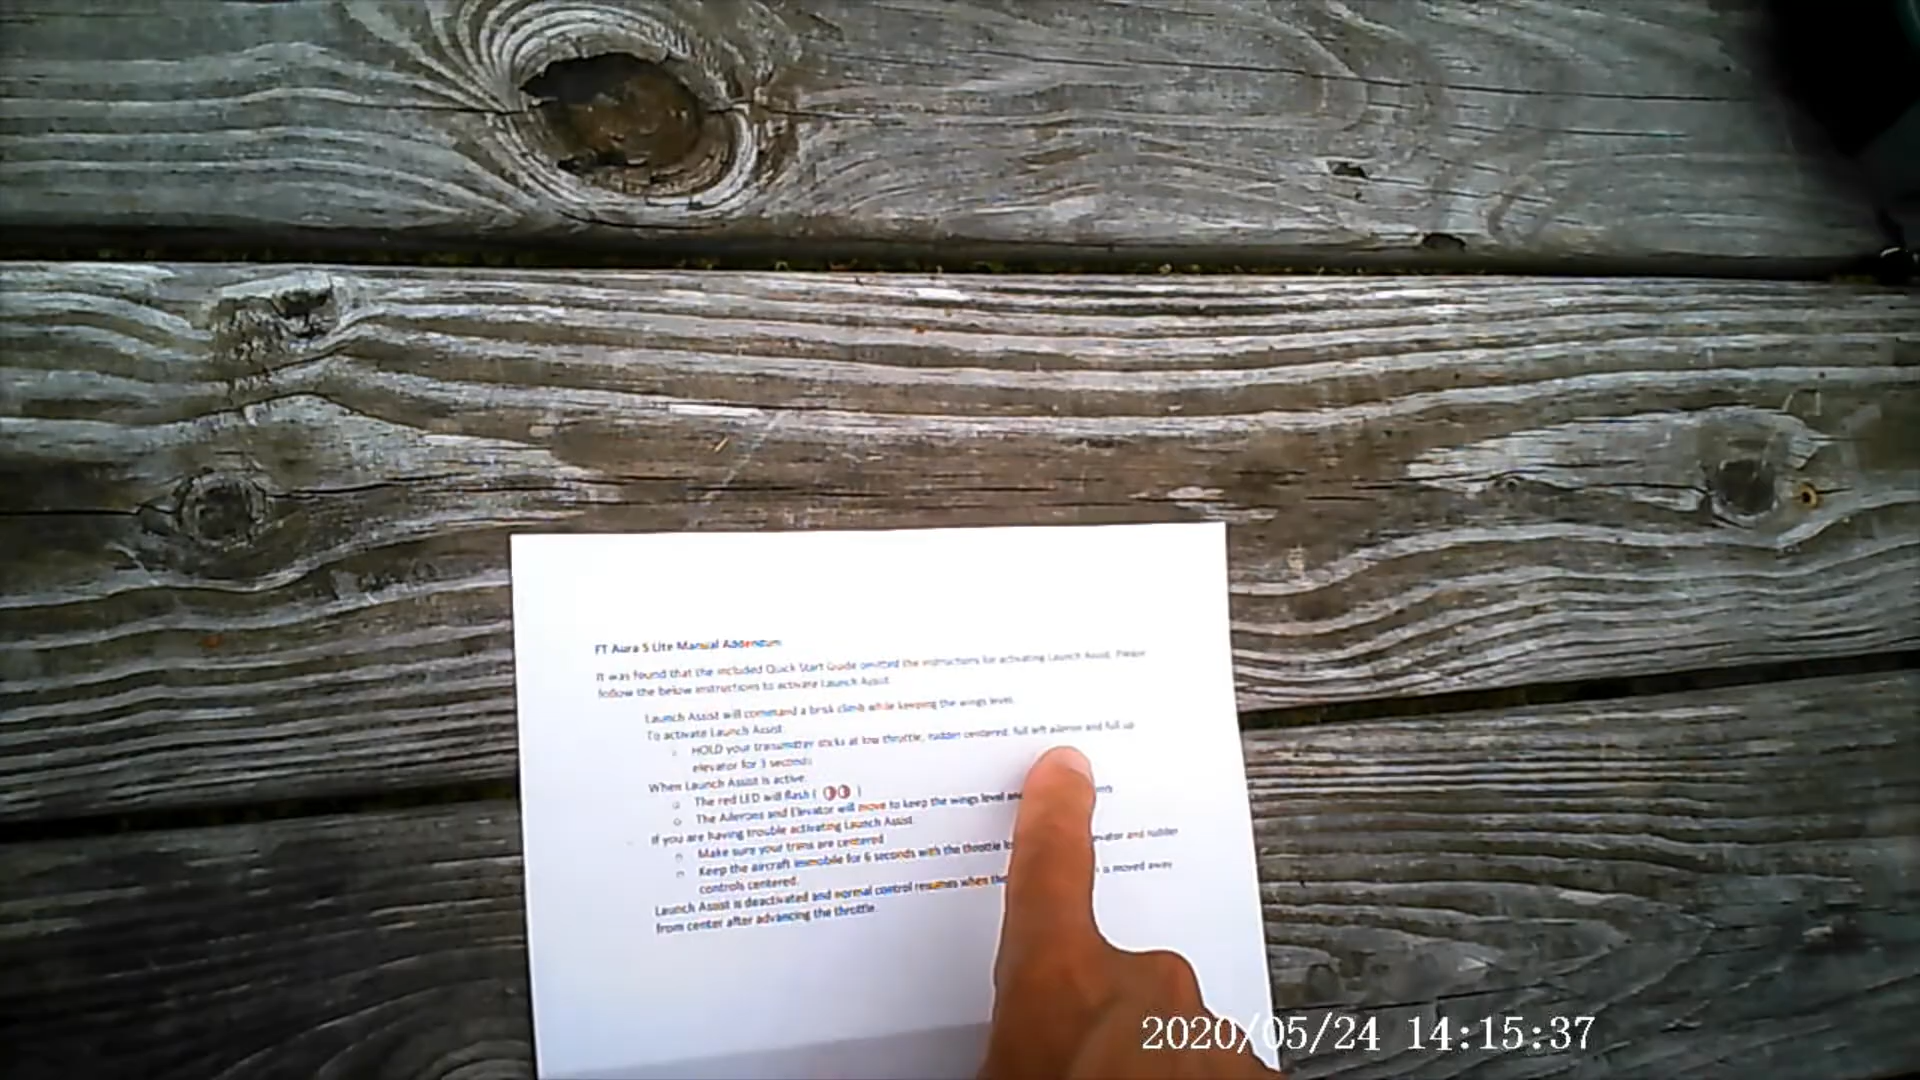 FT Aura 5 Lite Manual Addendum
It was found that the included Quick Start Guide omitted the instructions for activating Launch Assist. Please
follow the below instructions to activate Launch Assist.
Launch Assist will command a brisk climb while keeping the wings level.
To activate Launch Assist:
HOLD your transmitter sticks at low throttle, rudder centered, full left aileron and full up
elevator for 3 seconds
When Launch Assist is active:
The red LED will flash ( )
The Ailerons and Elevator will move to keep the wings level and
If you are having trouble activating Launch Assist:
Make sure your trims are centered
Keep the aircraft immobile for 6 seconds with the throttle and rudder
controls centered.
Launch Assist is deactivated and normal control resumes when the is moved away
from center after advancing the throttle.
2020/05/24 14:15:37